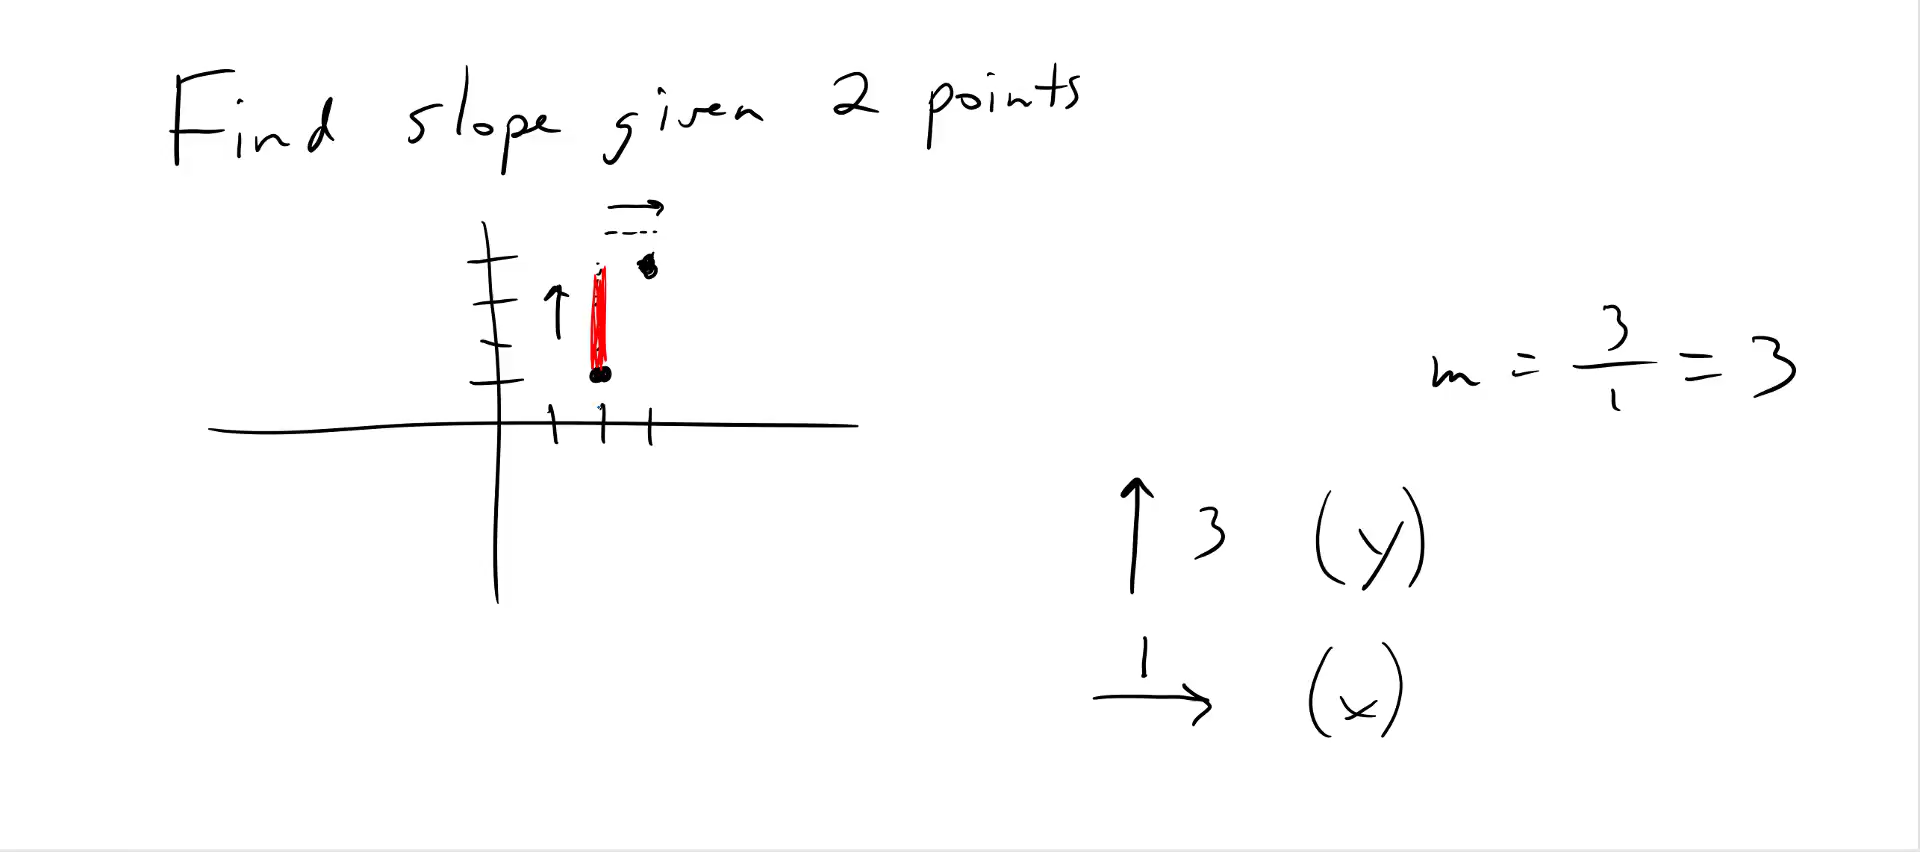 Find slope given 2 points
m = 3/1 = 3
3 (y)
1 (x)